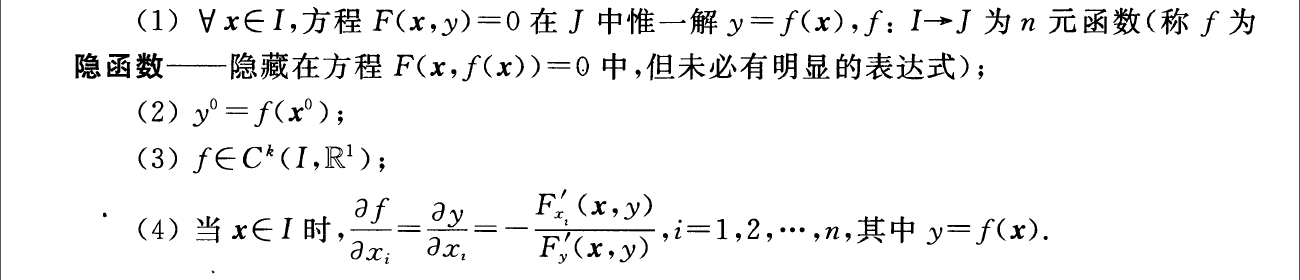 (1) ∀ x∈I,方程 F(x,y)=0 在 J 中惟一解 y=f(x),f: I→J 为 n 元函数(称 f 为
隐函数——隐藏在方程 F(x,f(x))=0 中,但未必有明显的表达式);
(2) y⁰=f(x⁰);
(3) f∈Cᵏ(I,ℝ¹);
(4) 当 x∈I 时,∂f/∂xᵢ=∂y/∂xᵢ=-F′ₓᵢ(x,y)/F′y(x,y),i=1,2,…,n,其中 y=f(x).